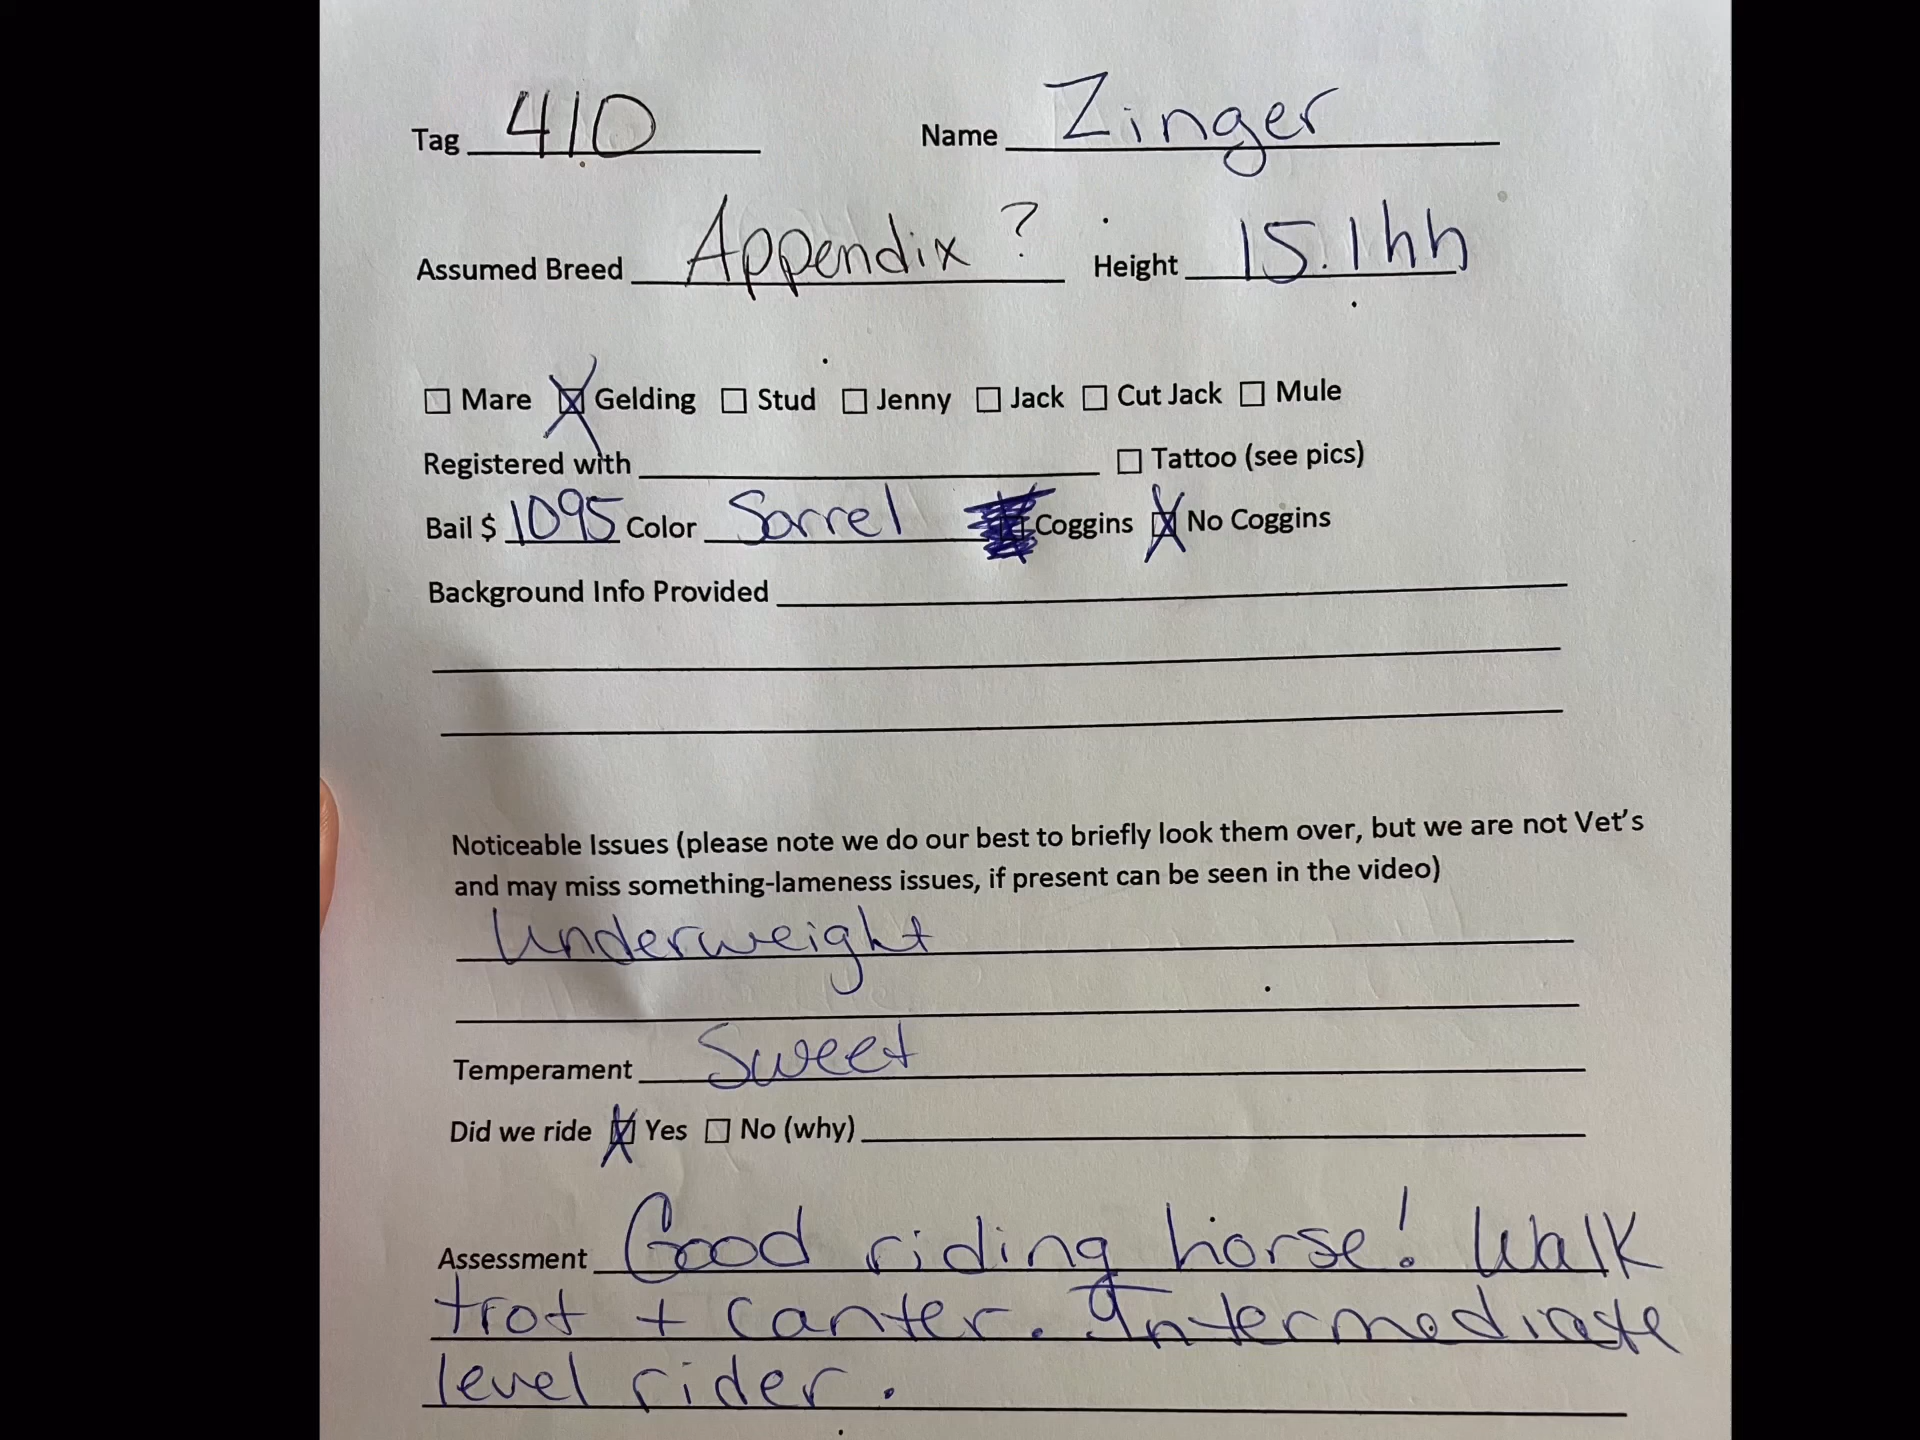 Tag 410 Name Zinger
Assumed Breed Appendix ? Height 15.1hh
Mare Gelding Stud Jenny Jack Cut Jack Mule
Registered with Tattoo (see pics)
Bail $ 1095 Color Sorrel Coggins No Coggins
Background Info Provided
Noticeable Issues (please note we do our best to briefly look them over, but we are not Vet's
and may miss something-lameness issues, if present can be seen in the video)
Underweight
Temperament Sweet
Did we ride Yes No (why)
Assessment Good riding horse! Walk
trot + canter. Intermediate
level rider.